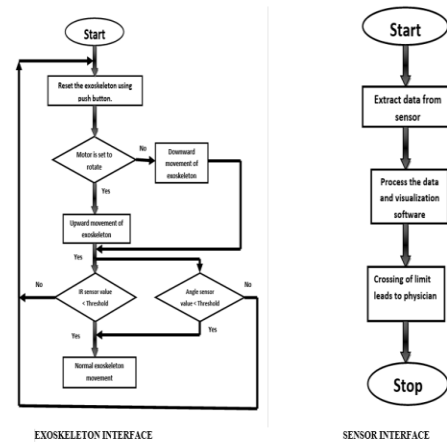 Start
Reset the exoskeleton using
push button.
Motor is set to
rotate
No
Downward
movement of
exoskeleton
Yes
Upward movement of
exoskeleton
Yes
IR sensor value
< Threshold
No
Angle sensor
value < Threshold
No
Yes
Yes
Normal exoskeleton
movement
EXOSKELETON INTERFACE
Start
Extract data from
sensor
Process the data
and visualization
software
Crossing of limit
leads to physician
Stop
SENSOR INTERFACE